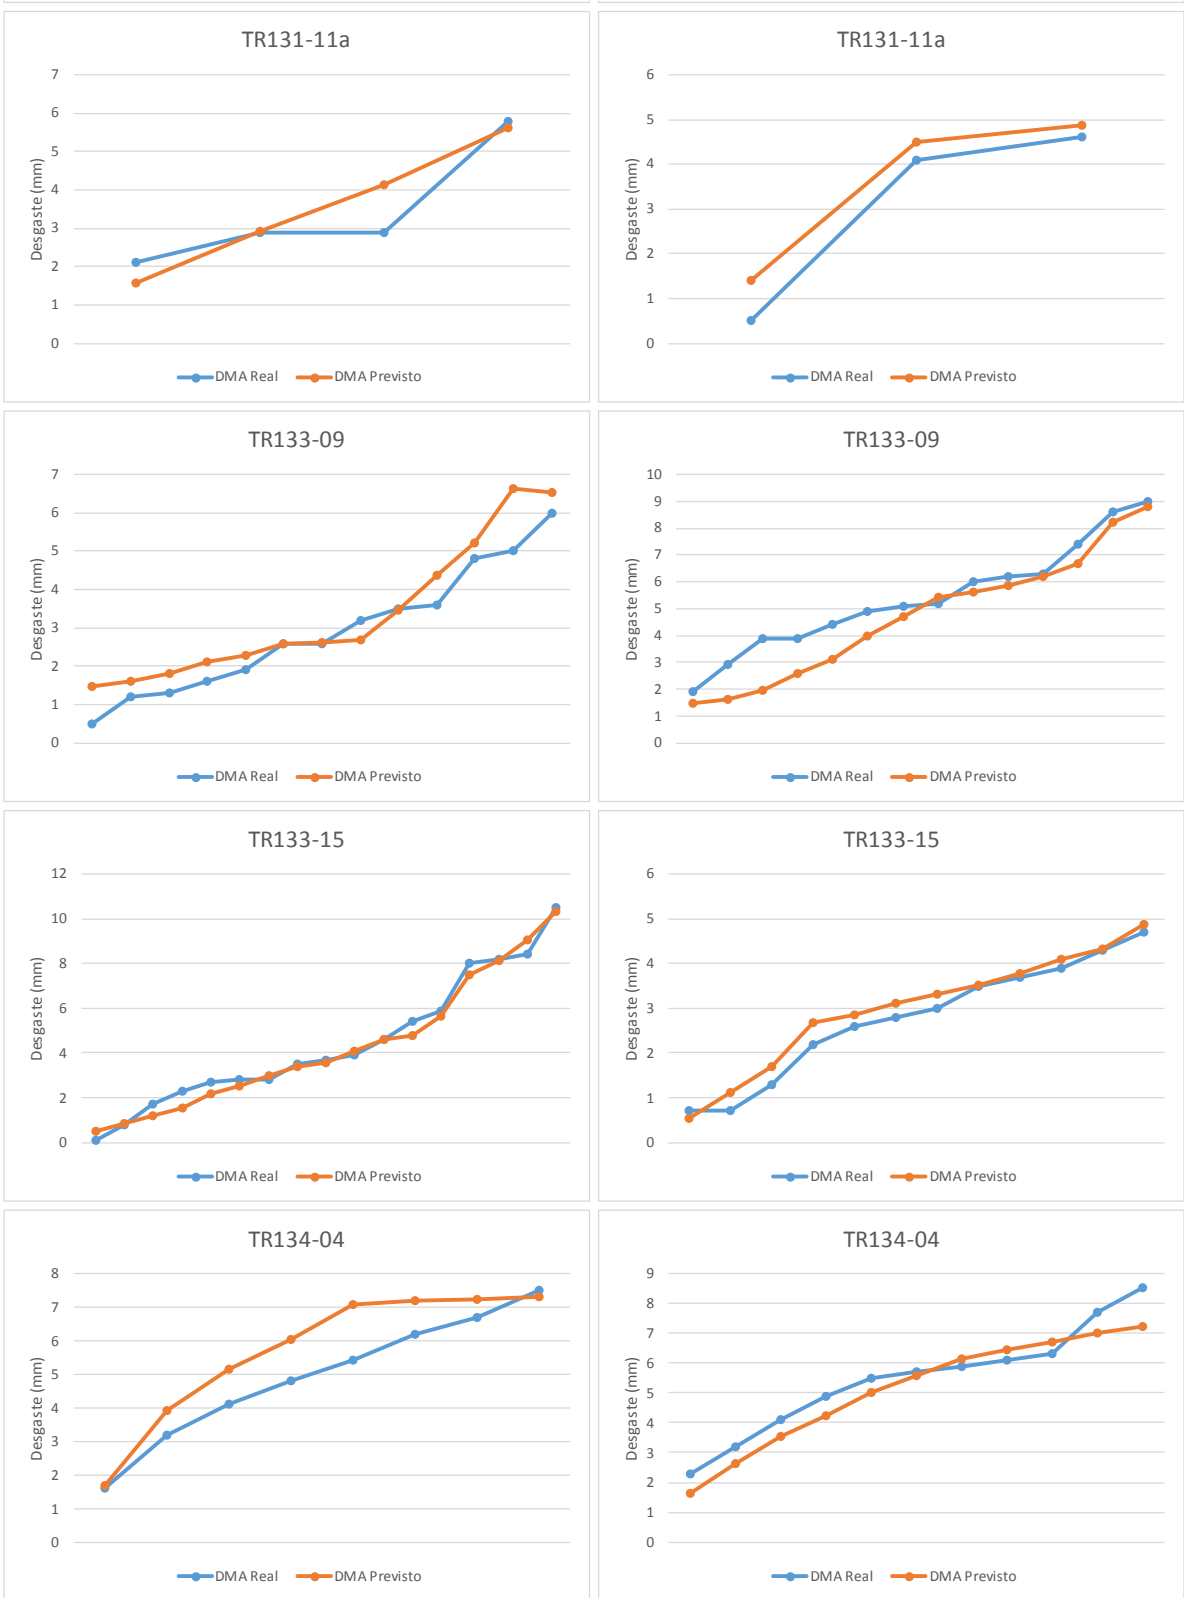 TR131-11a
7
6
5
4
3
2
1
0
Desgaste (mm)
DMA Real DMA Previsto
TR131-11a
6
5
4
3
2
1
0
Desgaste (mm)
DMA Real DMA Previsto
TR133-09
7
6
5
4
3
2
1
0
Desgaste (mm)
DMA Real DMA Previsto
TR133-09
10
9
8
7
6
5
4
3
2
1
0
Desgaste (mm)
DMA Real DMA Previsto
TR133-15
12
10
8
6
4
2
0
Desgaste (mm)
DMA Real DMA Previsto
TR133-15
6
5
4
3
2
1
0
Desgaste (mm)
DMA Real DMA Previsto
TR134-04
8
7
6
5
4
3
2
1
0
Desgaste (mm)
DMA Real DMA Previsto
TR134-04
9
8
7
6
5
4
3
2
1
0
Desgaste (mm)
DMA Real DMA Previsto